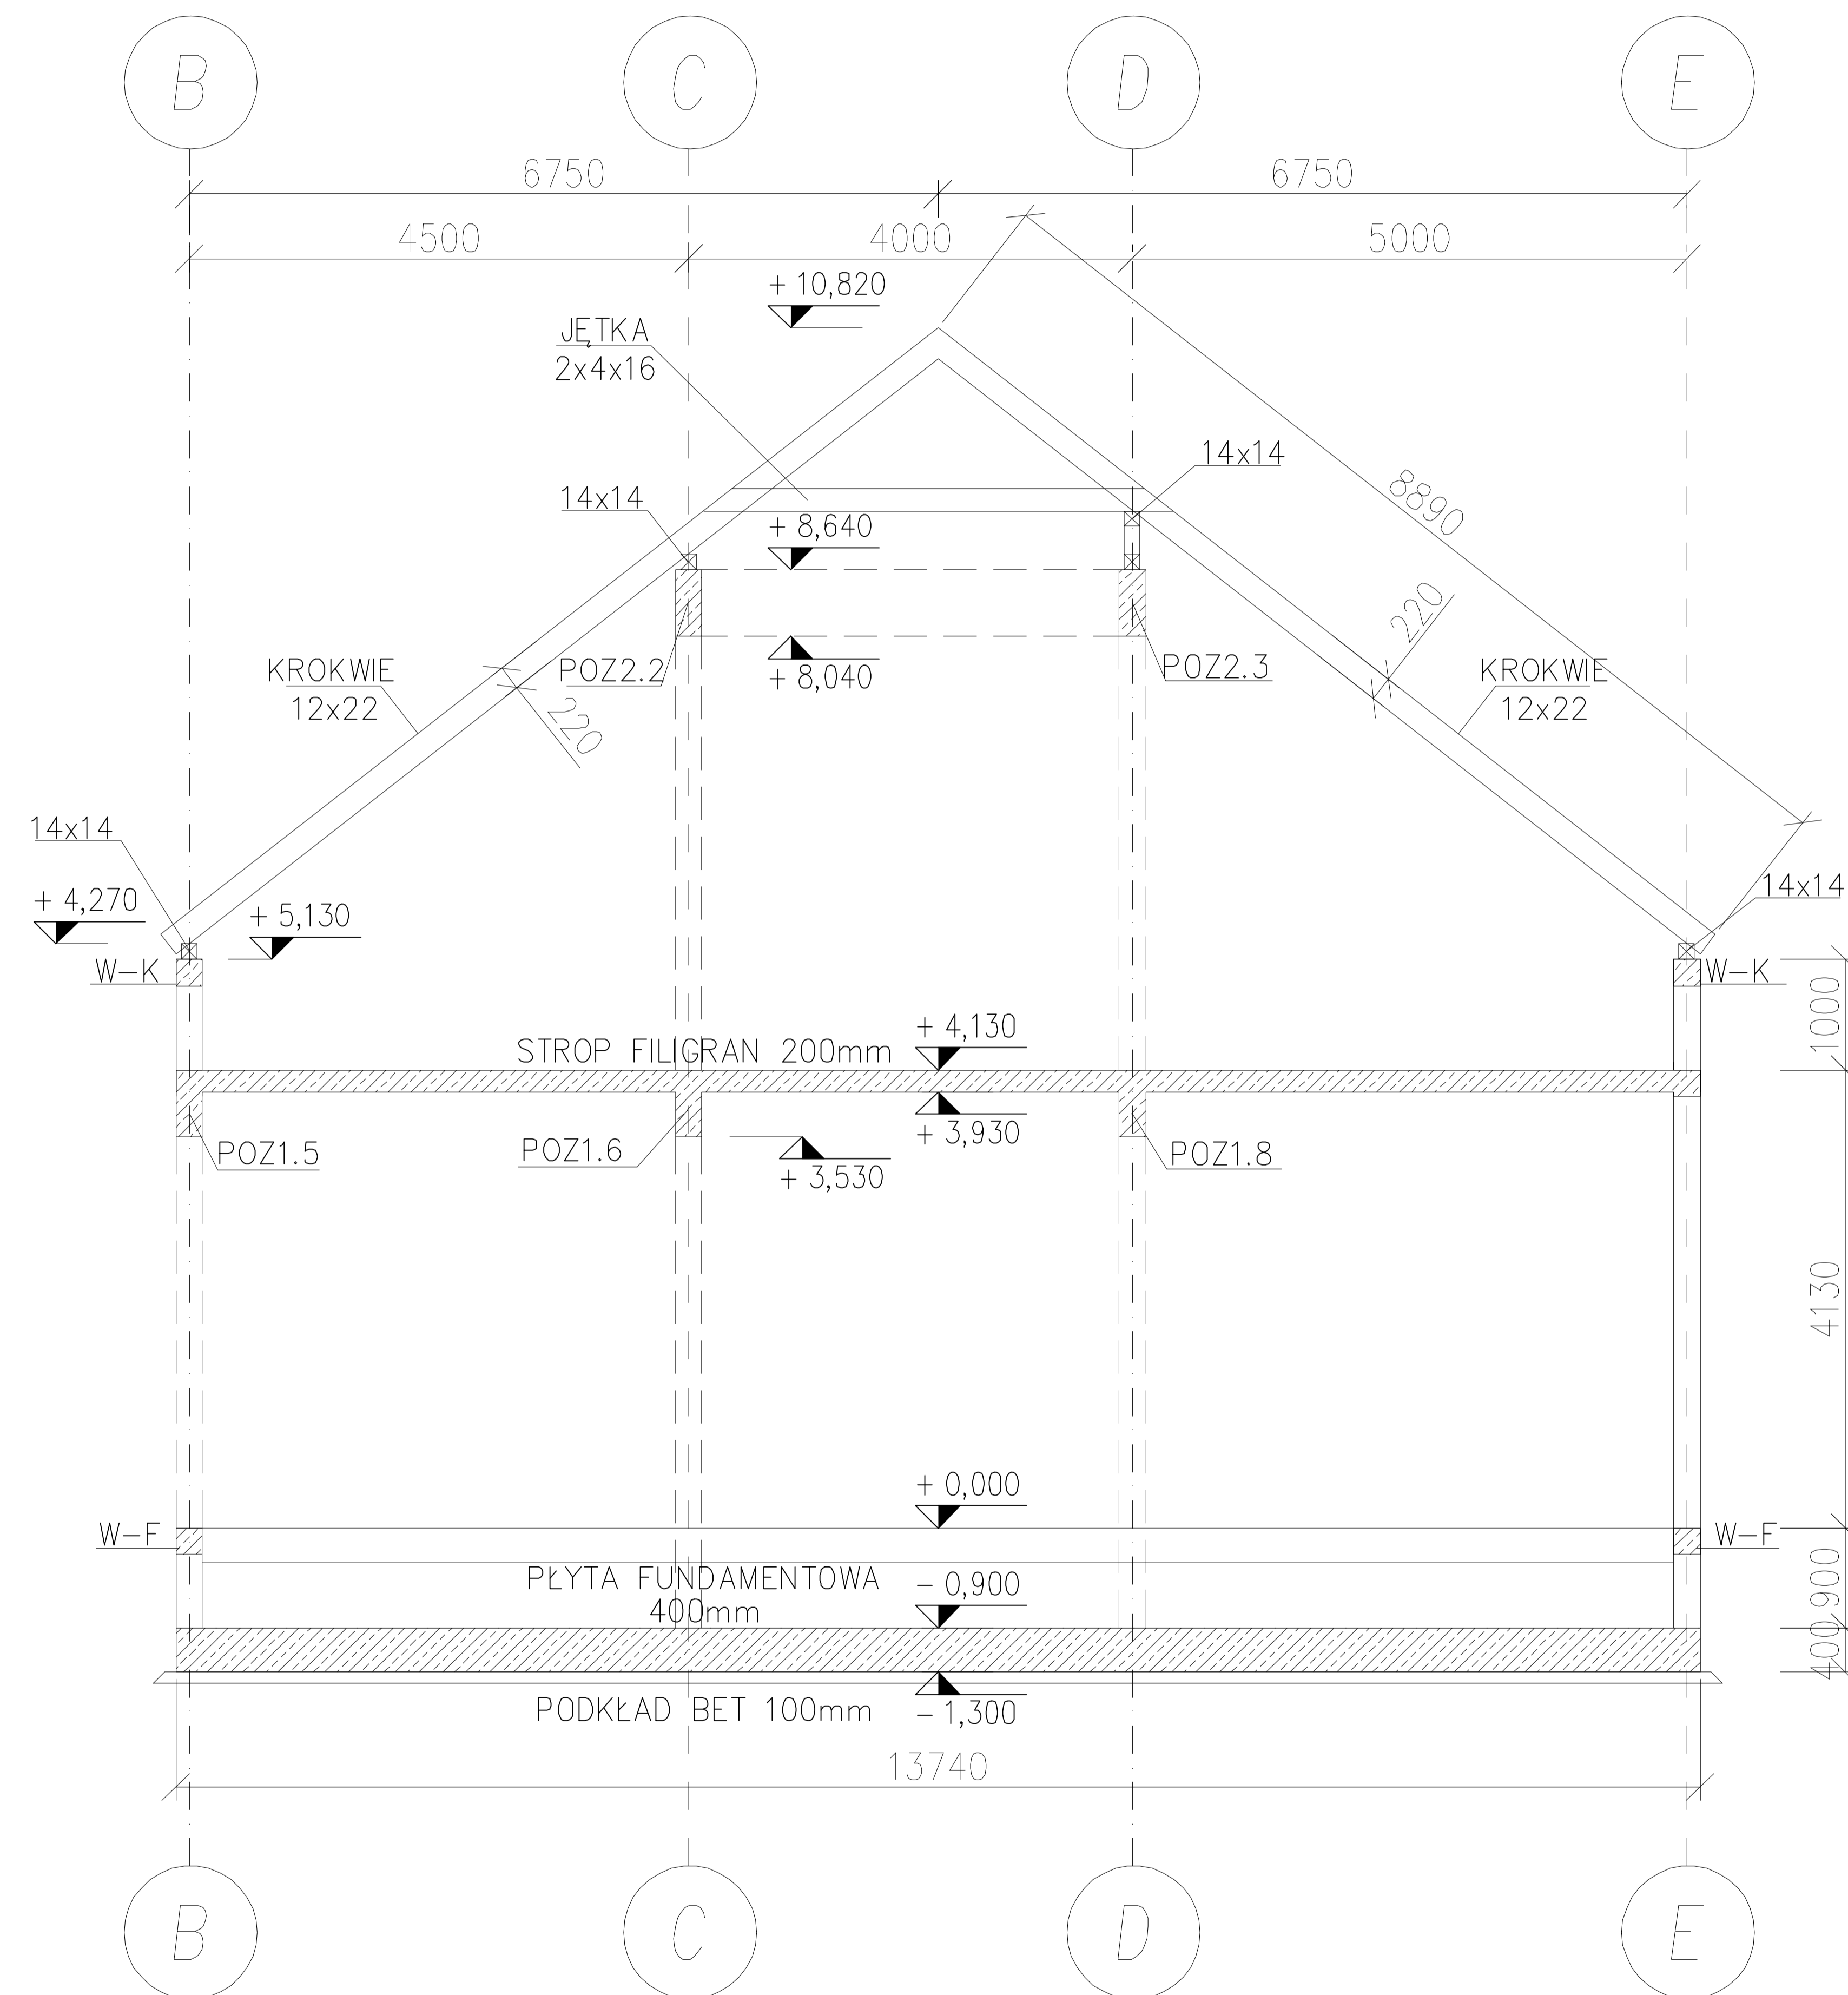 B C D E
6750 6750
4500 4000 5000
+ 10,820
JĘTKA
2x4x16
14x14
8890
14x14
+ 8,640
220
KROKWIE
12x22
POZ2.2
+ 8,040
POZ2.3
KROKWIE
12x22
220
14x14
14x14
+ 4,270
+ 5,130
W-K
W-K
1000
+ 4,130
STROP FILIGRAN 200mm
+ 3,930
POZ1.5
POZ1.6
POZ1.8
+ 3,530
4130
+ 0,000
W-F
W-F
PŁYTA FUNDAMENTOWA
400mm
- 0,900
900
400
PODKŁAD BET 100mm
- 1,300
13740
B C D E